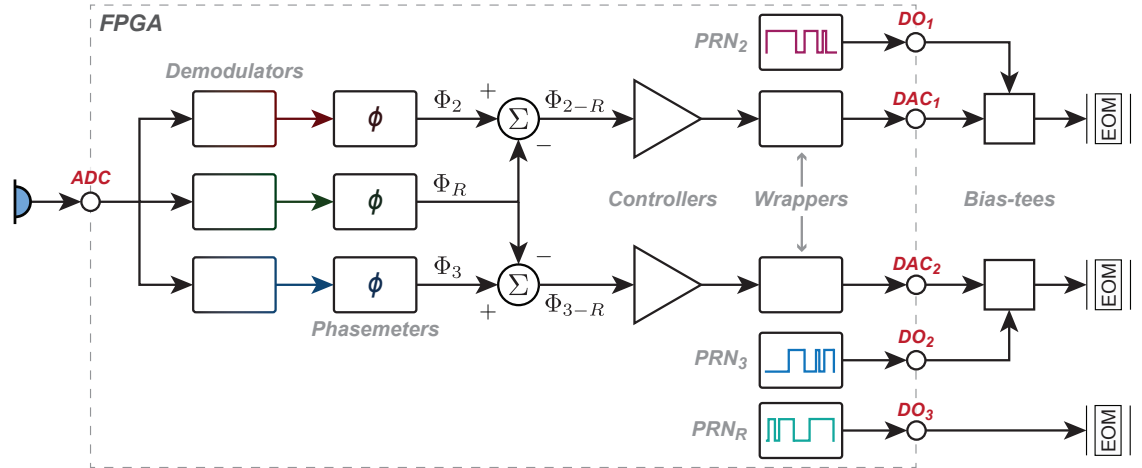 FPGA
PRN2
DO1
Demodulators
ADC
ϕ
Φ2
+
Σ
−
Φ2−R
DAC1
EOM
ϕ
ΦR
Controllers
Wrappers
Bias-tees
ϕ
Φ3
−
Σ
+
Φ3−R
DAC2
EOM
Phasemeters
PRN3
DO2
PRNR
DO3
EOM